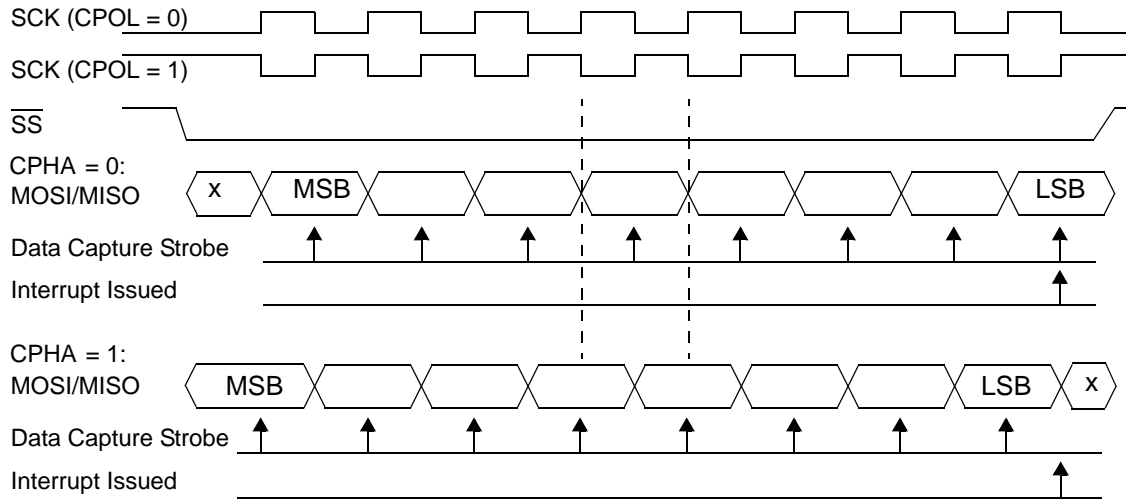 SCK (CPOL = 0)
SCK (CPOL = 1)
SS
CPHA = 0:
MOSI/MISO
x
MSB
LSB
Data Capture Strobe
Interrupt Issued
CPHA = 1:
MOSI/MISO
MSB
LSB
x
Data Capture Strobe
Interrupt Issued